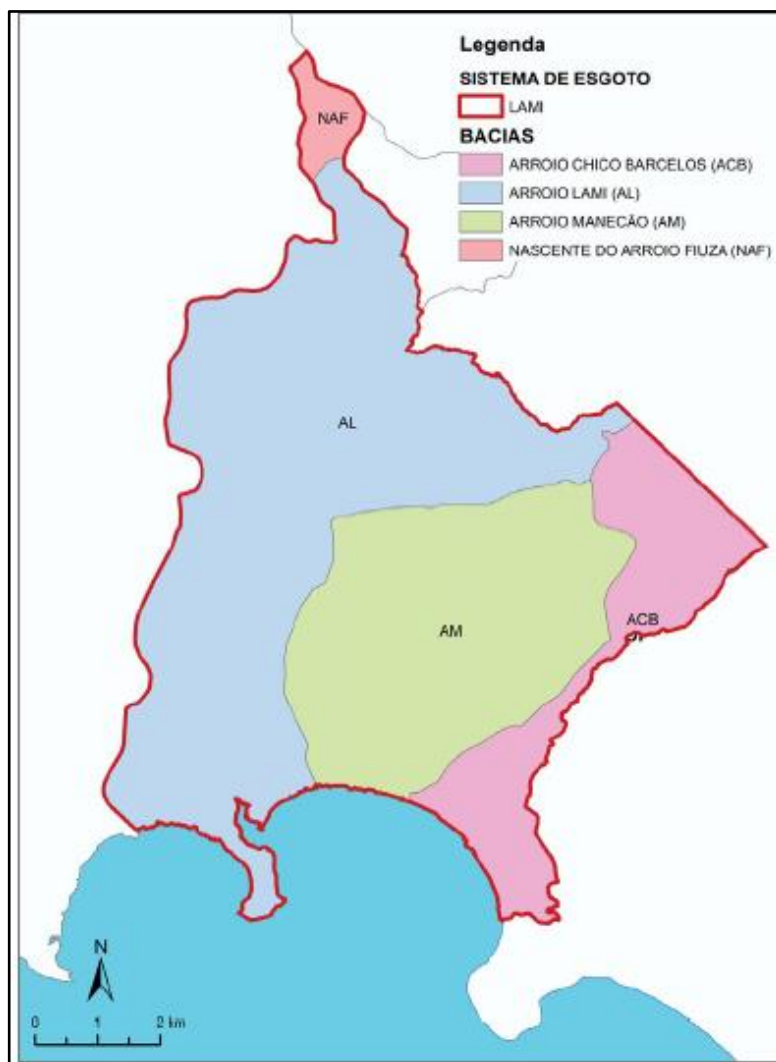 Legenda
SISTEMA DE ESGOTO
LAMI
BACIAS
ARROIO CHICO BARCELOS (ACB)
ARROIO LAMI (AL)
ARROIO MANECÃO (AM)
NASCENTE DO ARROIO FIUZA (NAF)
NAF
AL
AM
ACB
N
0 1 2 km